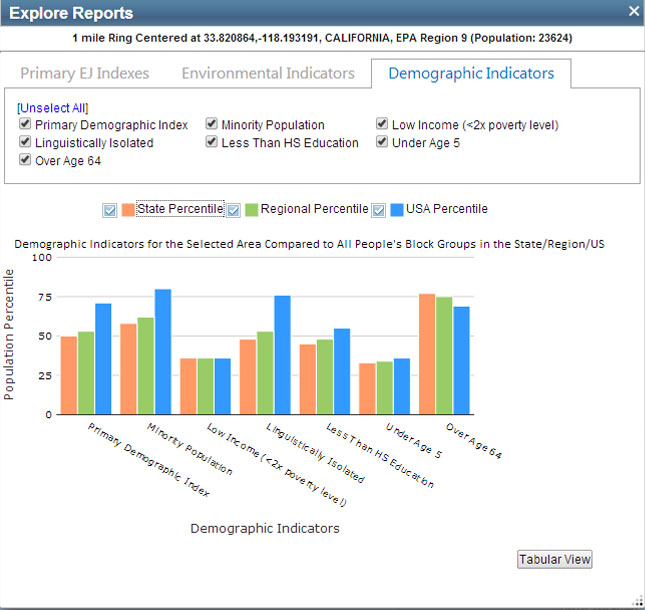 Explore Reports
1 mile Ring Centered at 33.820864,-118.193191, CALIFORNIA, EPA Region 9 (Population: 23624)
Primary EJ Indexes Environmental Indicators Demographic Indicators
[Unselect All]
Primary Demographic Index Minority Population Low Income (<2x poverty level)
Linguistically Isolated Less Than HS Education Under Age 5
Over Age 64
State Percentile Regional Percentile USA Percentile
Demographic Indicators for the Selected Area Compared to All People's Block Groups in the State/Region/US
Population Percentile
100
75
50
25
0
Primary Demographic Index
Minority Population
Low Income (<2x poverty level)
Linguistically Isolated
Less Than HS Education
Under Age 5
Over Age 64
Demographic Indicators
Tabular View